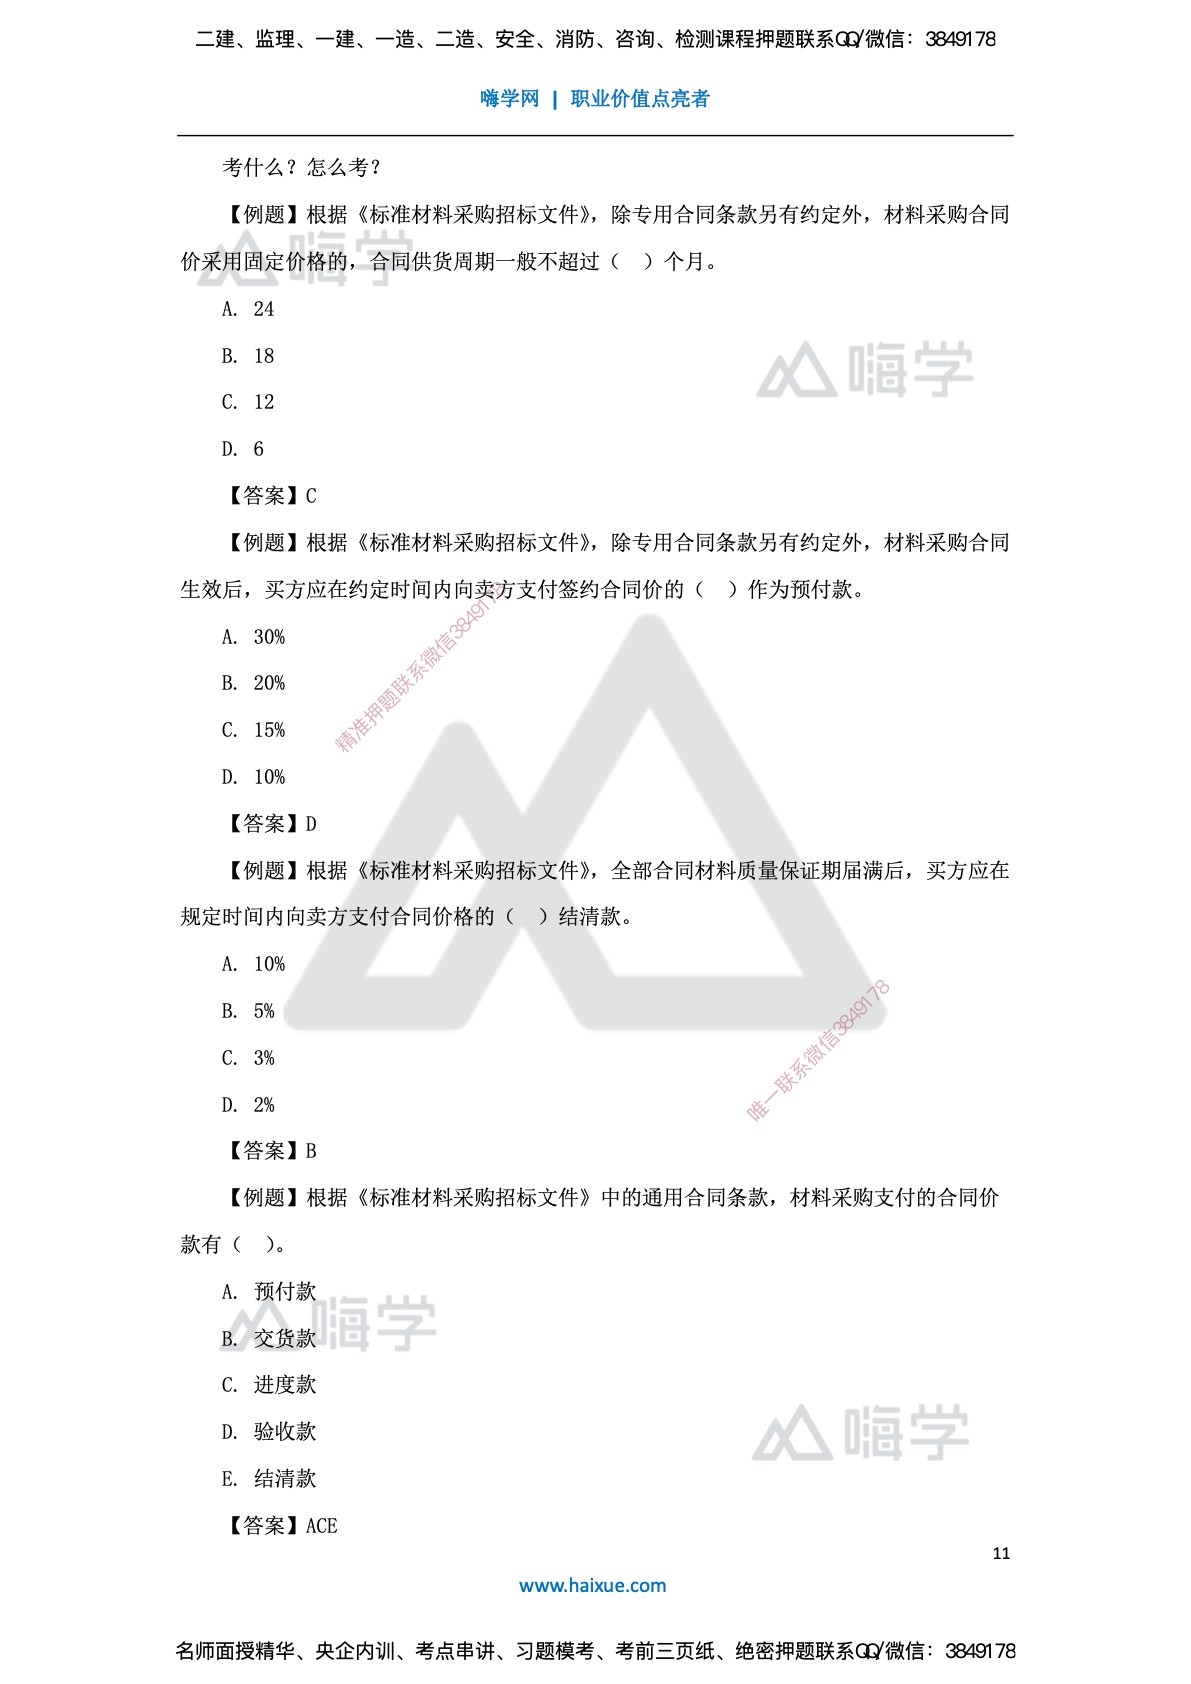 二建、监理、一建、一造、二造、安全、消防、咨询、检测课程押题联系QQ/微信：3849178
嗨学网 | 职业价值点亮者
考什么？怎么考？
【例题】根据《标准材料采购招标文件》，除专用合同条款另有约定外，材料采购合同
价采用固定价格的，合同供货周期一般不超过（ ）个月。
嗨学
A. 24
B. 18
嗨学
C. 12
D. 6
【答案】C
【例题】根据《标准材料采购招标文件》，除专用合同条款另有约定外，材料采购合同
生效后，买方应在约定时间内向卖方支付签约合同价的（ ）作为预付款。
A. 30%
精准押题联系微信3849178
B. 20%
C. 15%
D. 10%
【答案】D
【例题】根据《标准材料采购招标文件》，全部合同材料质量保证期届满后，买方应在
规定时间内向卖方支付合同价格的（ ）结清款。
A. 10%
B. 5%
C. 3%
唯一联系微信3849178
D. 2%
【答案】B
【例题】根据《标准材料采购招标文件》中的通用合同条款，材料采购支付的合同价
款有（ ）。
A. 预付款
嗨学
B. 交货款
C. 进度款
D. 验收款
嗨学
E. 结清款
【答案】ACE
11
www.haixue.com
名师面授精华、央企内训、考点串讲、习题模考、考前三页纸、绝密押题联系QQ/微信：3849178